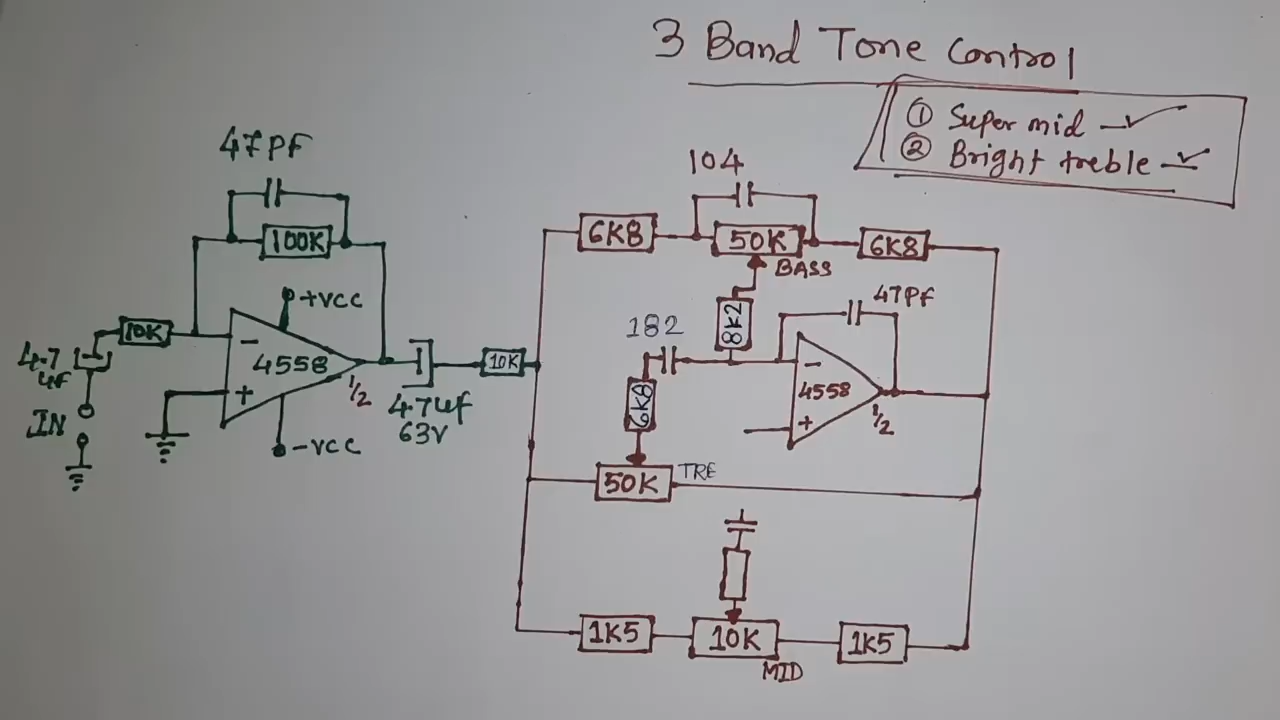 3 Band Tone Control
① Super mid
② Bright treble
47PF
100K
+VCC
10K
-
4558
+
1/2
4.7
uF
IN
-VCC
47uf
63V
10K
104
6K8
50K
6K8
BASS
8K2
47PF
182
6K8
-
4558
+
1/2
50K
TRE
1K5
10K
1K5
MID